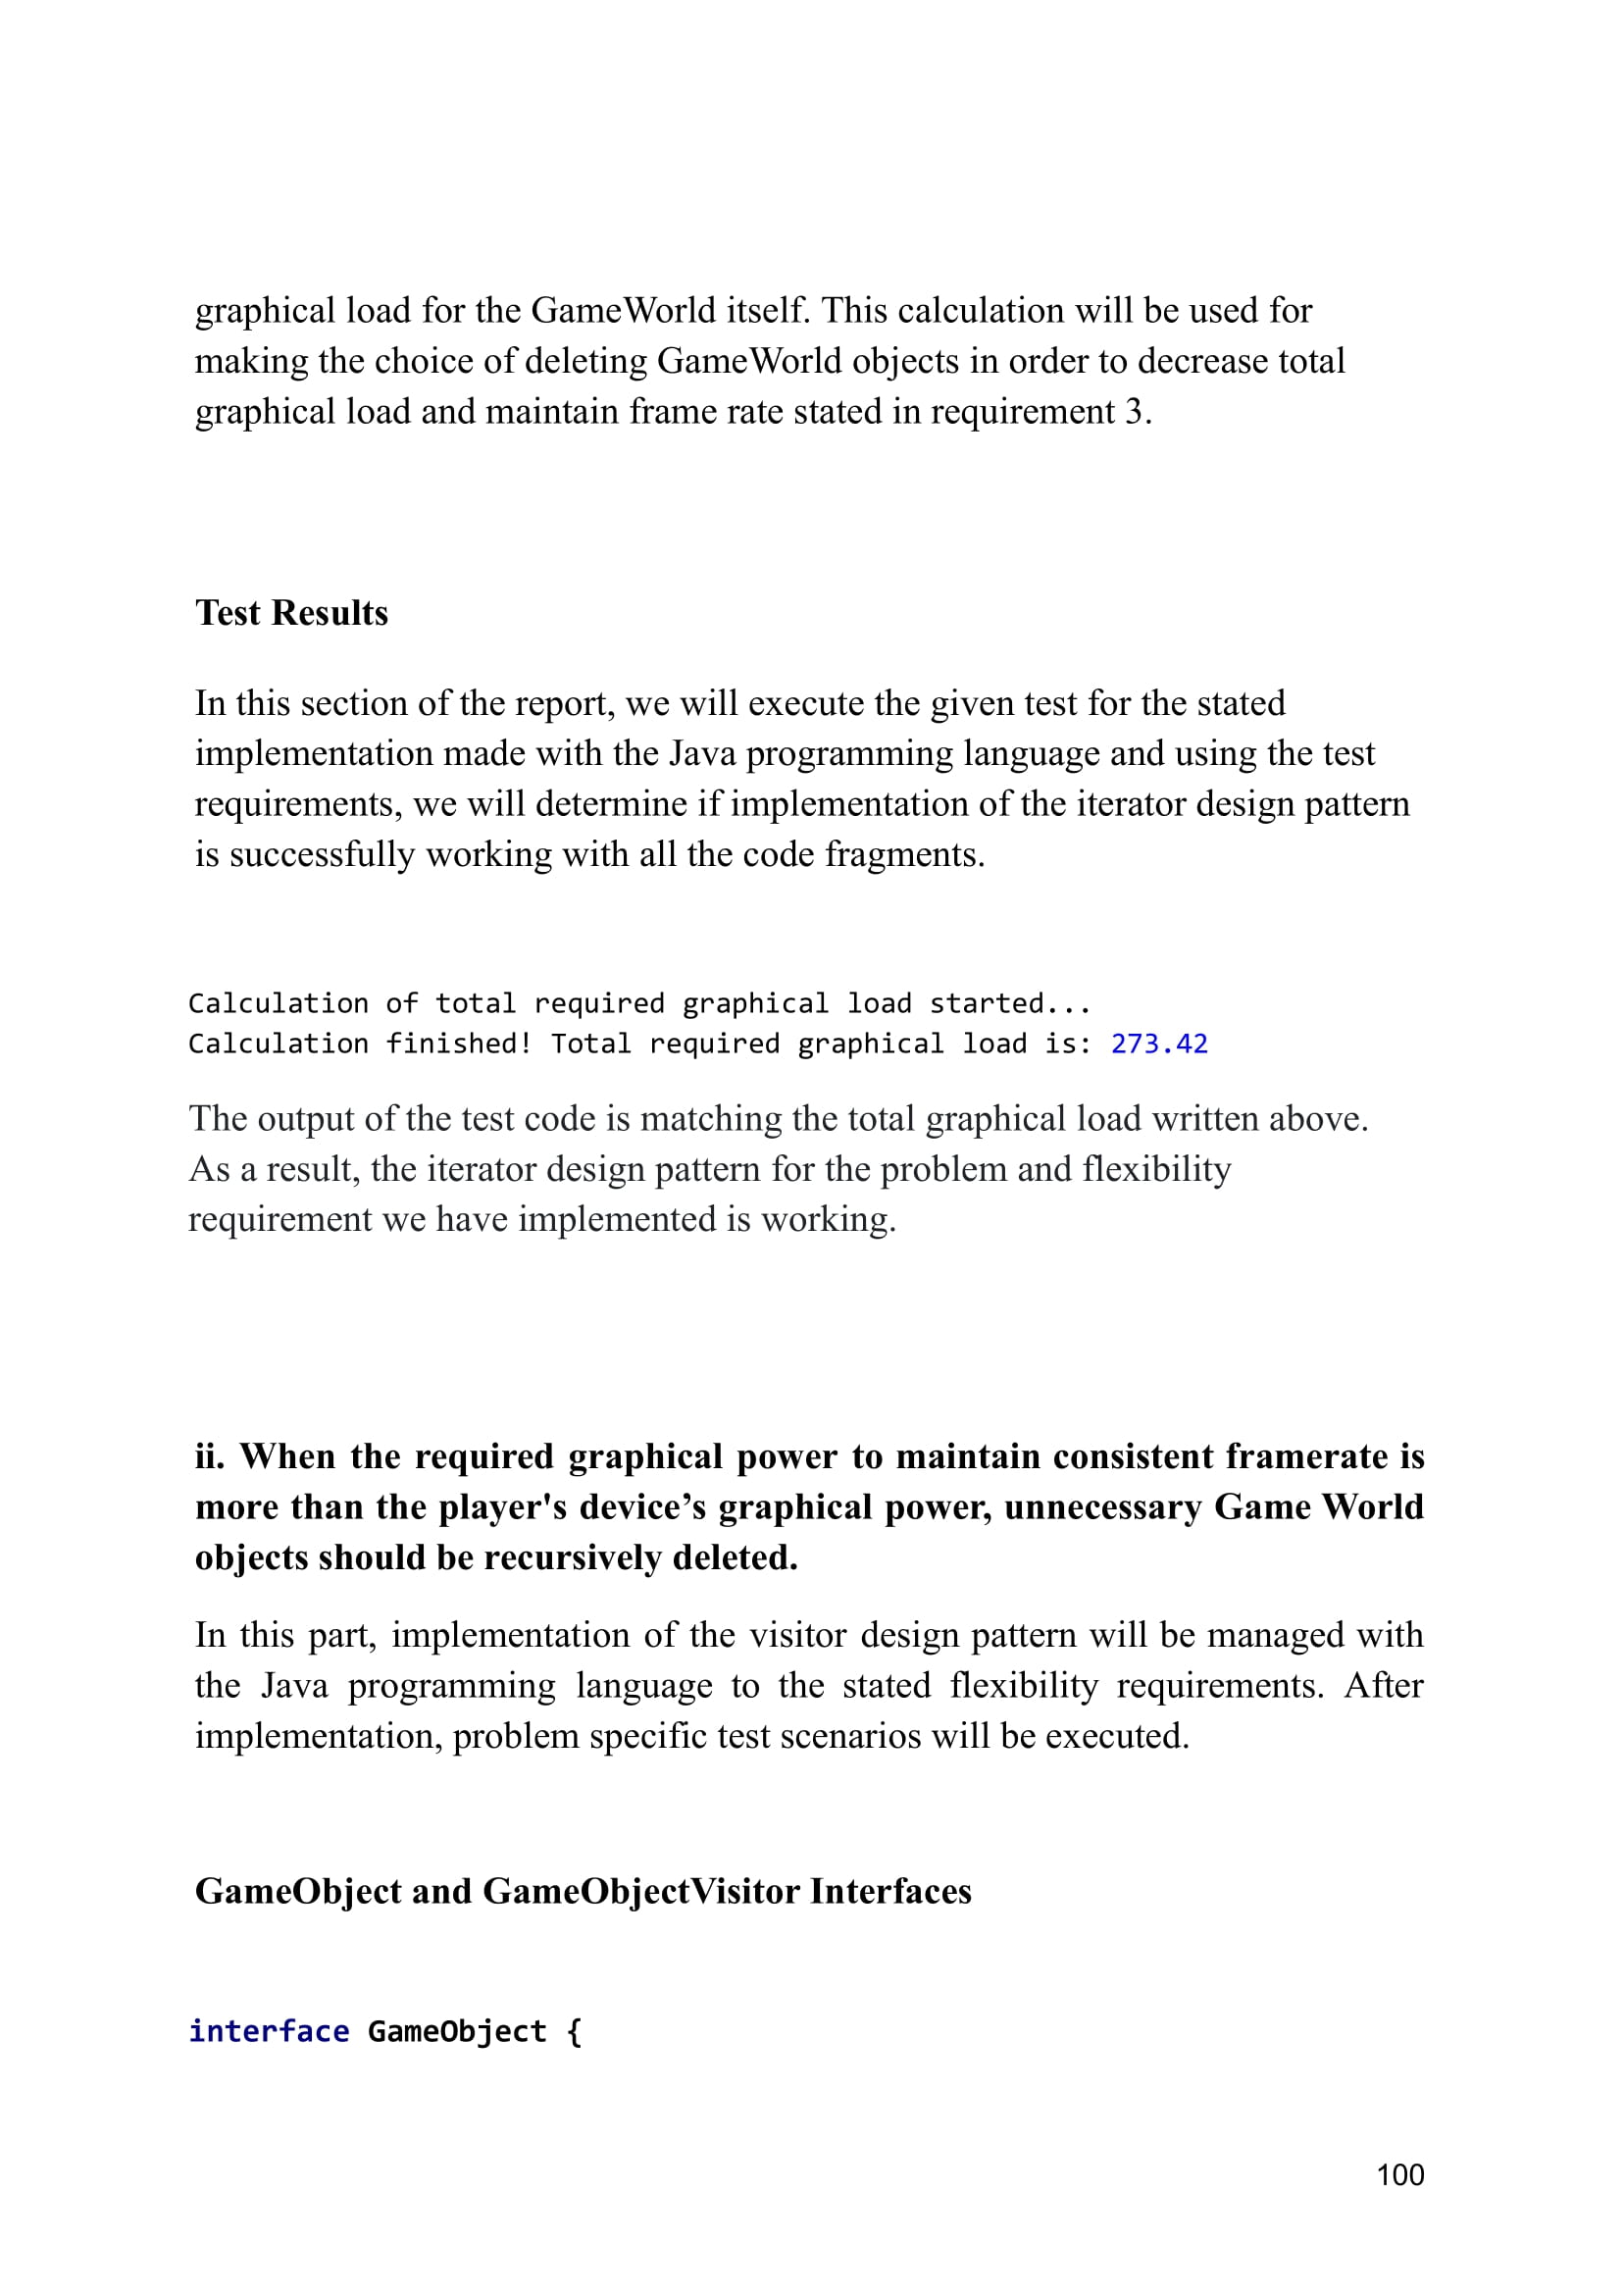 graphical load for the GameWorld itself. This calculation will be used for
making the choice of deleting GameWorld objects in order to decrease total
graphical load and maintain frame rate stated in requirement 3.
Test Results
In this section of the report, we will execute the given test for the stated
implementation made with the Java programming language and using the test
requirements, we will determine if implementation of the iterator design pattern
is successfully working with all the code fragments.
Calculation of total required graphical load started...
Calculation finished! Total required graphical load is: 273.42
The output of the test code is matching the total graphical load written above.
As a result, the iterator design pattern for the problem and flexibility
requirement we have implemented is working.
ii. When the required graphical power to maintain consistent framerate is
more than the player's device’s graphical power, unnecessary Game World
objects should be recursively deleted.
In this part, implementation of the visitor design pattern will be managed with
the Java programming language to the stated flexibility requirements. After
implementation, problem specific test scenarios will be executed.
GameObject and GameObjectVisitor Interfaces
interface GameObject {
100